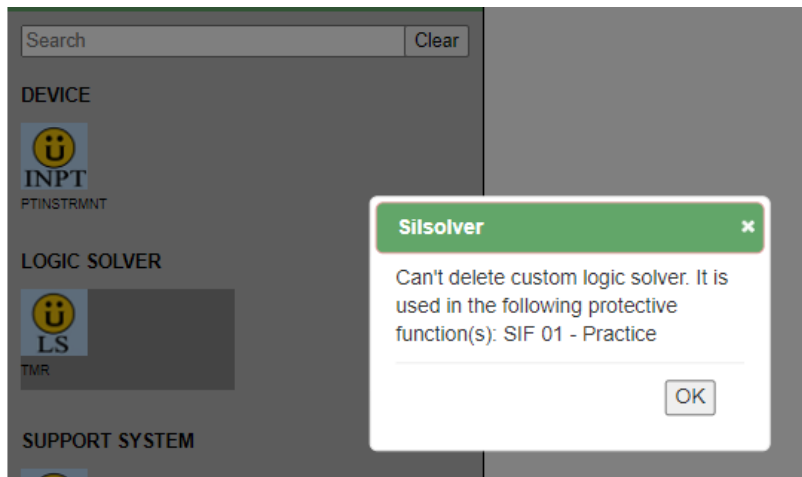 Search
Clear
DEVICE
ü
INPT
PTINSTRMNT
LOGIC SOLVER
ü
LS
TMR
SUPPORT SYSTEM
Silsolver
×
Can't delete custom logic solver. It is
used in the following protective
function(s): SIF 01 - Practice
OK